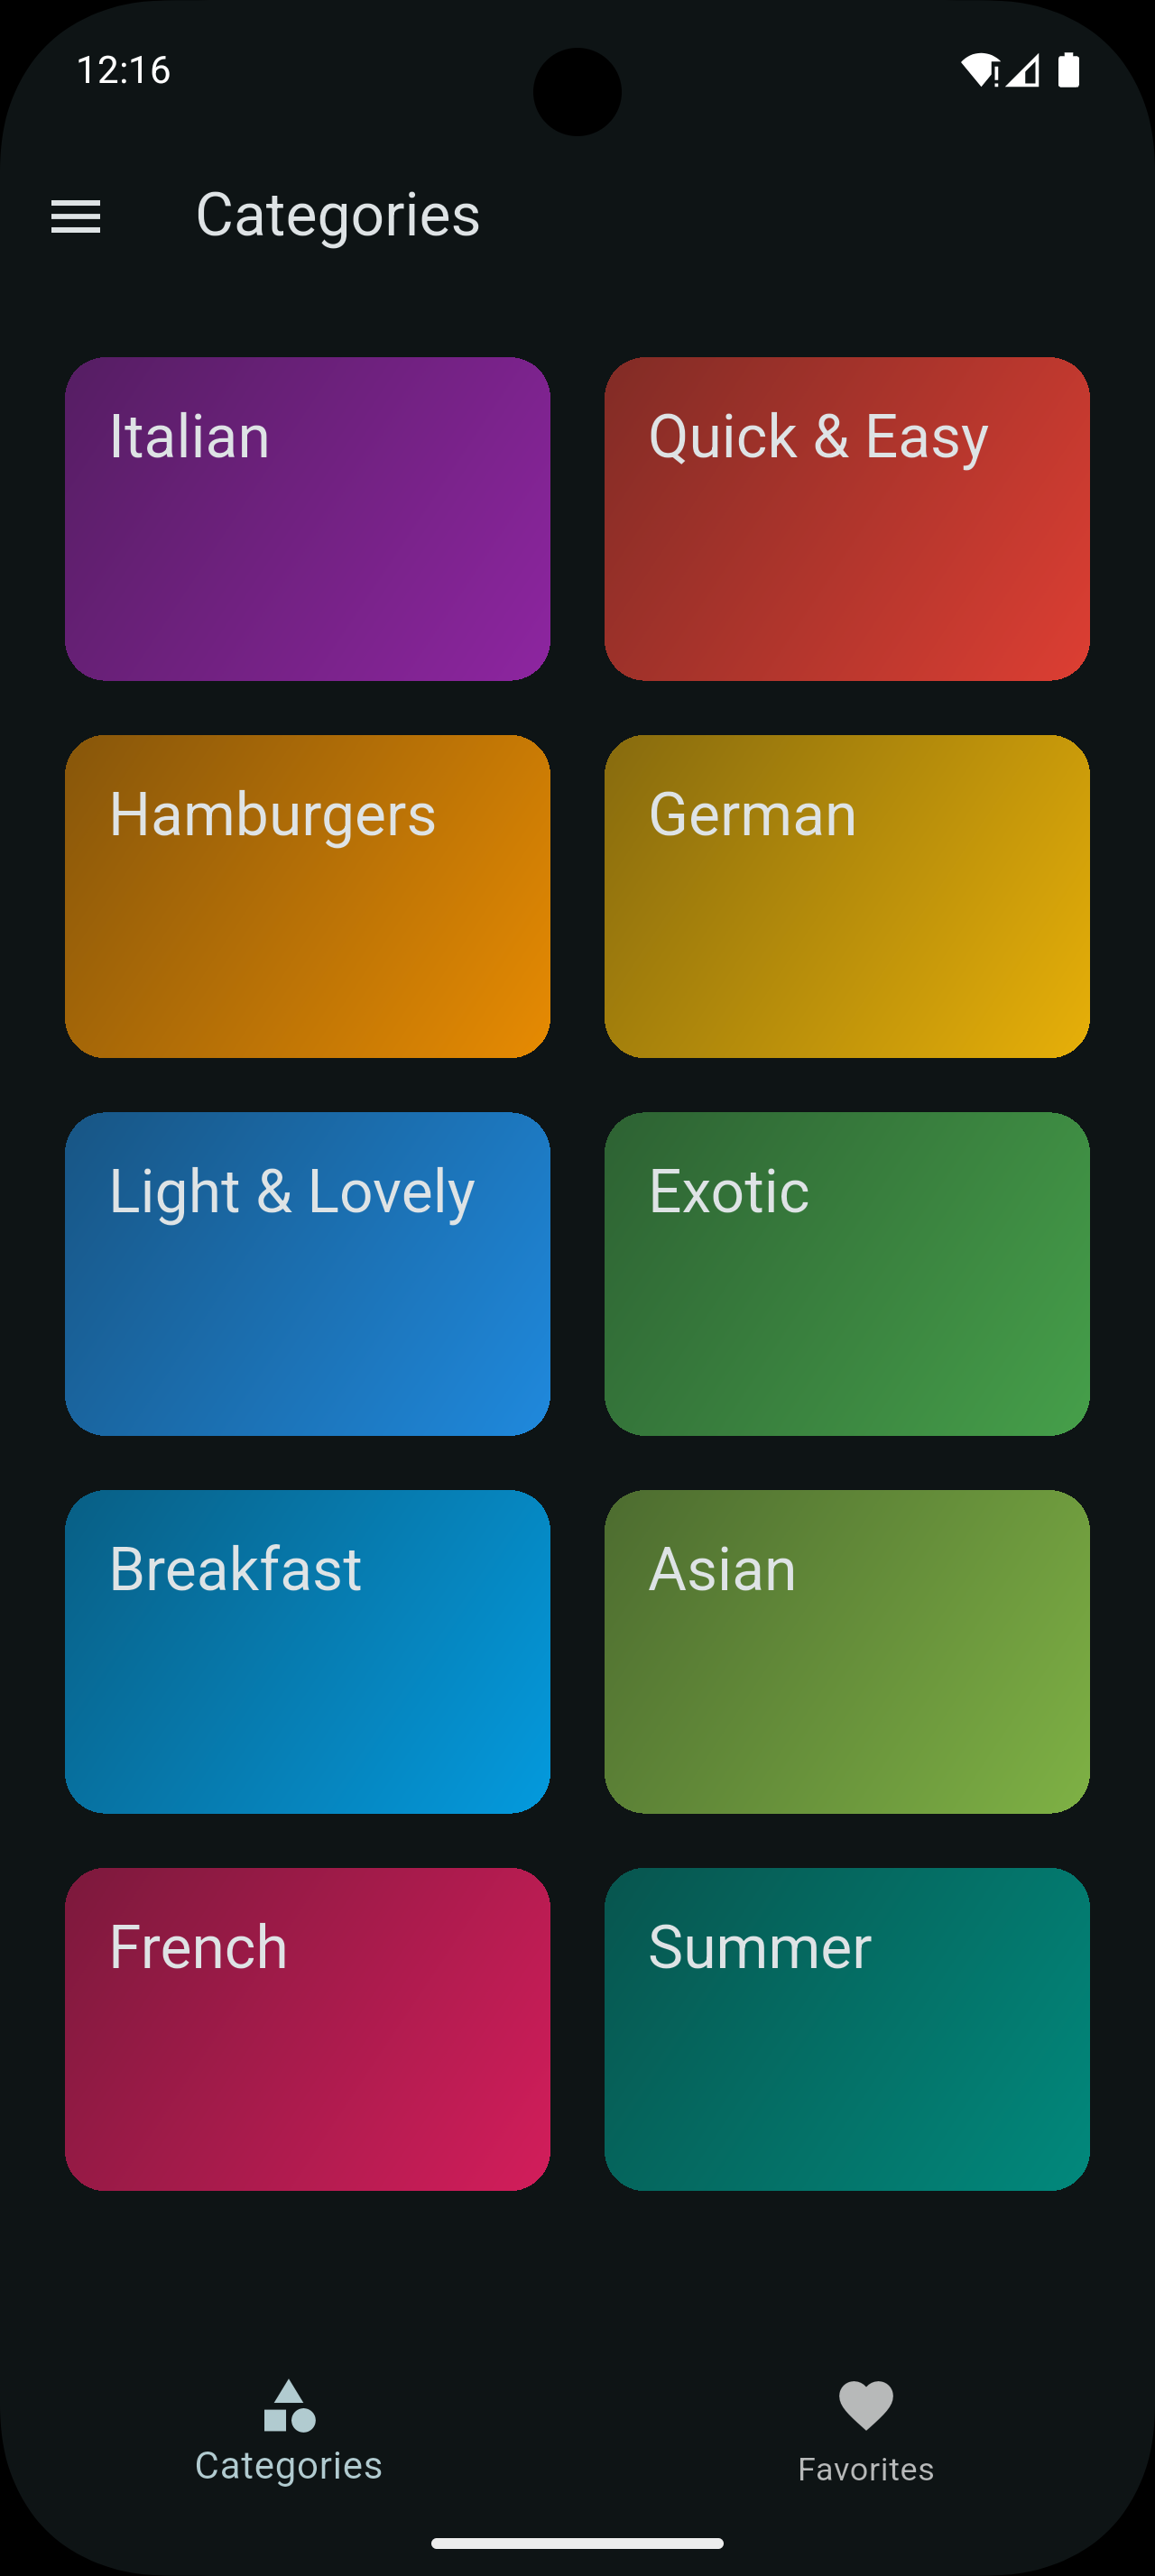 12:16
Categories
Italian
Quick & Easy
Hamburgers
German
Light & Lovely
Exotic
Breakfast
Asian
French
Summer
Categories
Favorites